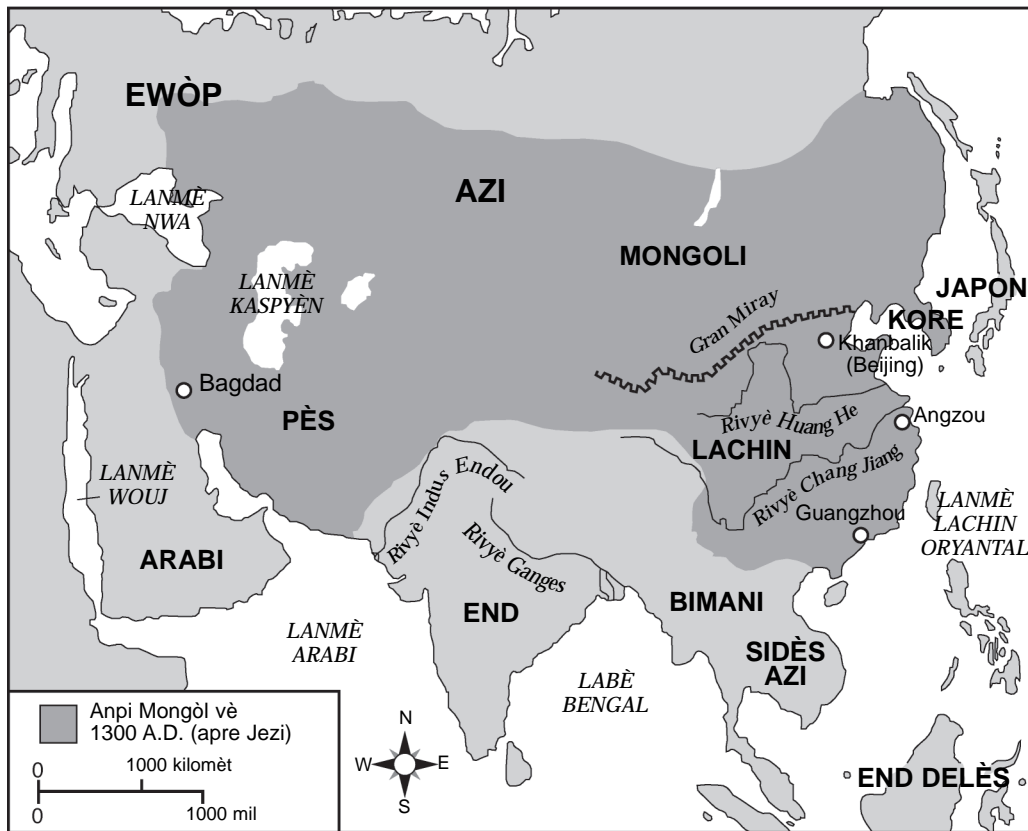 EWÒP
AZI
LANMÈ
NWA
MONGOLI
LANMÈ
KASPYÈN
JAPON
KORE
Gran Miray
Khanbalik
(Beijing)
Bagdad
PÈS
Rivyè Huang He
Angzou
LACHIN
LANMÈ
WOUJ
Rivyè Indus Endou
Rivyè Chang Jiang
Guangzhou
LANMÈ
LACHIN
ORYANTAL
ARABI
Rivyè Ganges
END
BIMANI
LANMÈ
ARABI
SIDÈS
AZI
LABÈ
BENGAL
Anpi Mongòl vè
1300 A.D. (apre Jezi)
0
1000 kilomèt
0
1000 mil
N
W
E
S
END DELÈS